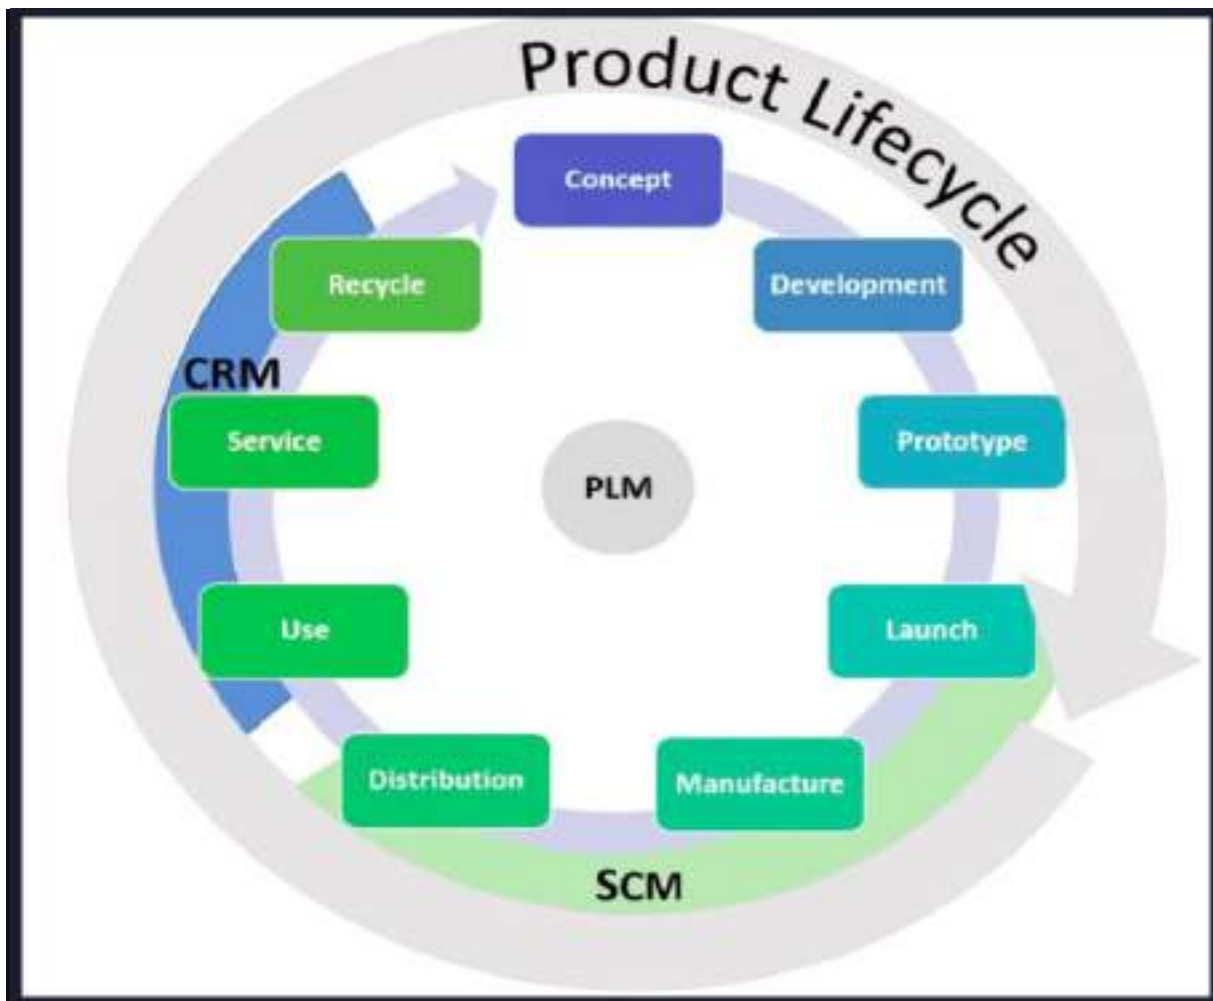 Product Lifecycle
Concept
Development
Prototype
Launch
Manufacture
SCM
Distribution
Use
Service
CRM
Recycle
PLM